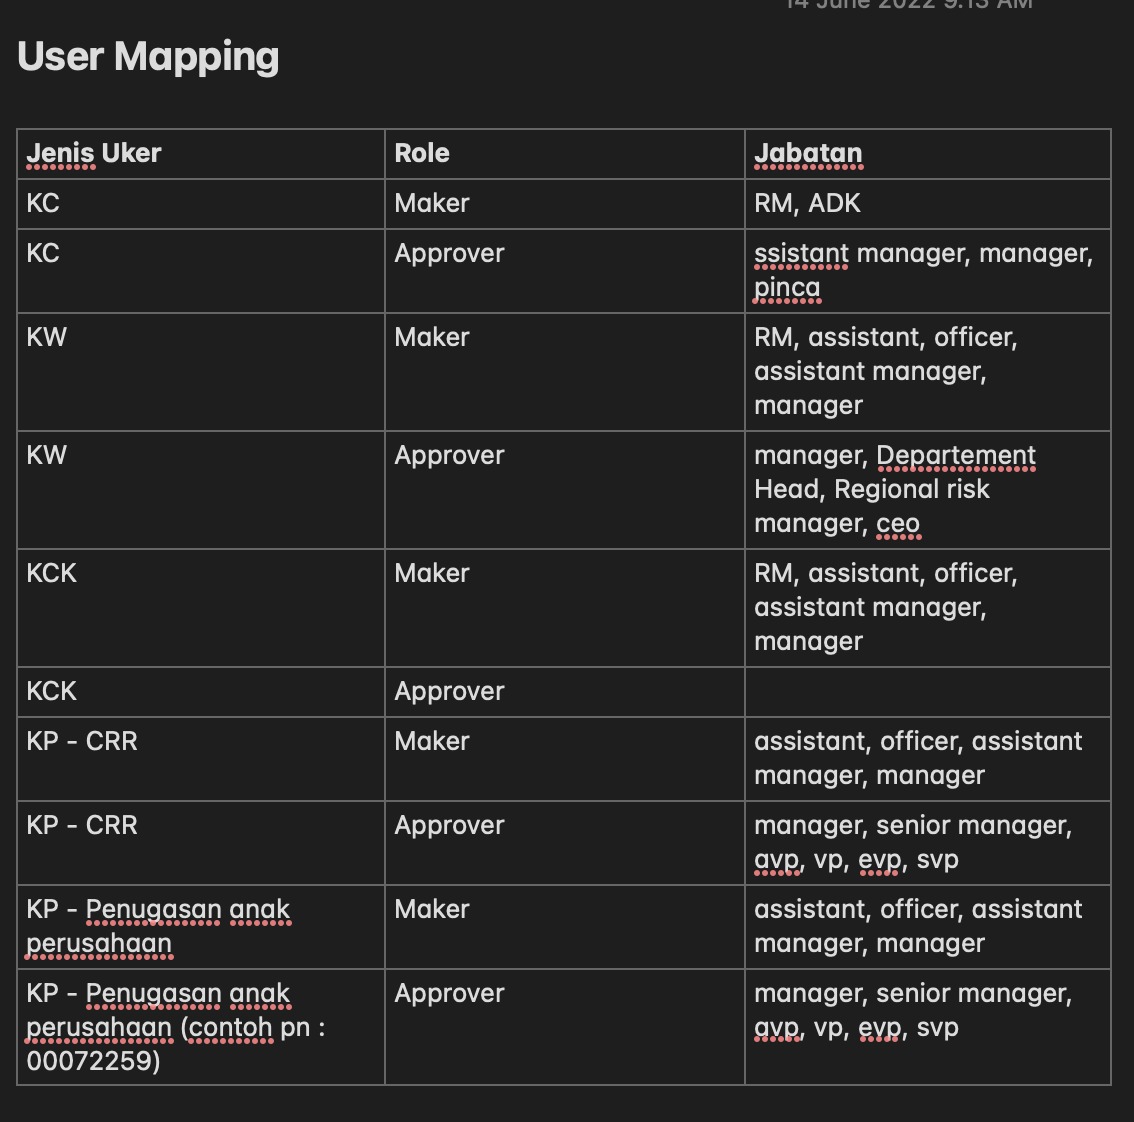 14 June 2022 9:13 AM
User Mapping
Jenis Uker Role Jabatan
KC Maker RM, ADK
KC Approver ssistant manager, manager,
pinca
KW Maker RM, assistant, officer,
assistant manager,
manager
KW Approver manager, Departement
Head, Regional risk
manager, ceo
KCK Maker RM, assistant, officer,
assistant manager,
manager
KCK Approver
KP - CRR Maker assistant, officer, assistant
manager, manager
KP - CRR Approver manager, senior manager,
avp, vp, evp, svp
KP - Penugasan anak Maker assistant, officer, assistant
perusahaan manager, manager
KP - Penugasan anak Approver manager, senior manager,
perusahaan (contoh pn : avp, vp, evp, svp
00072259)